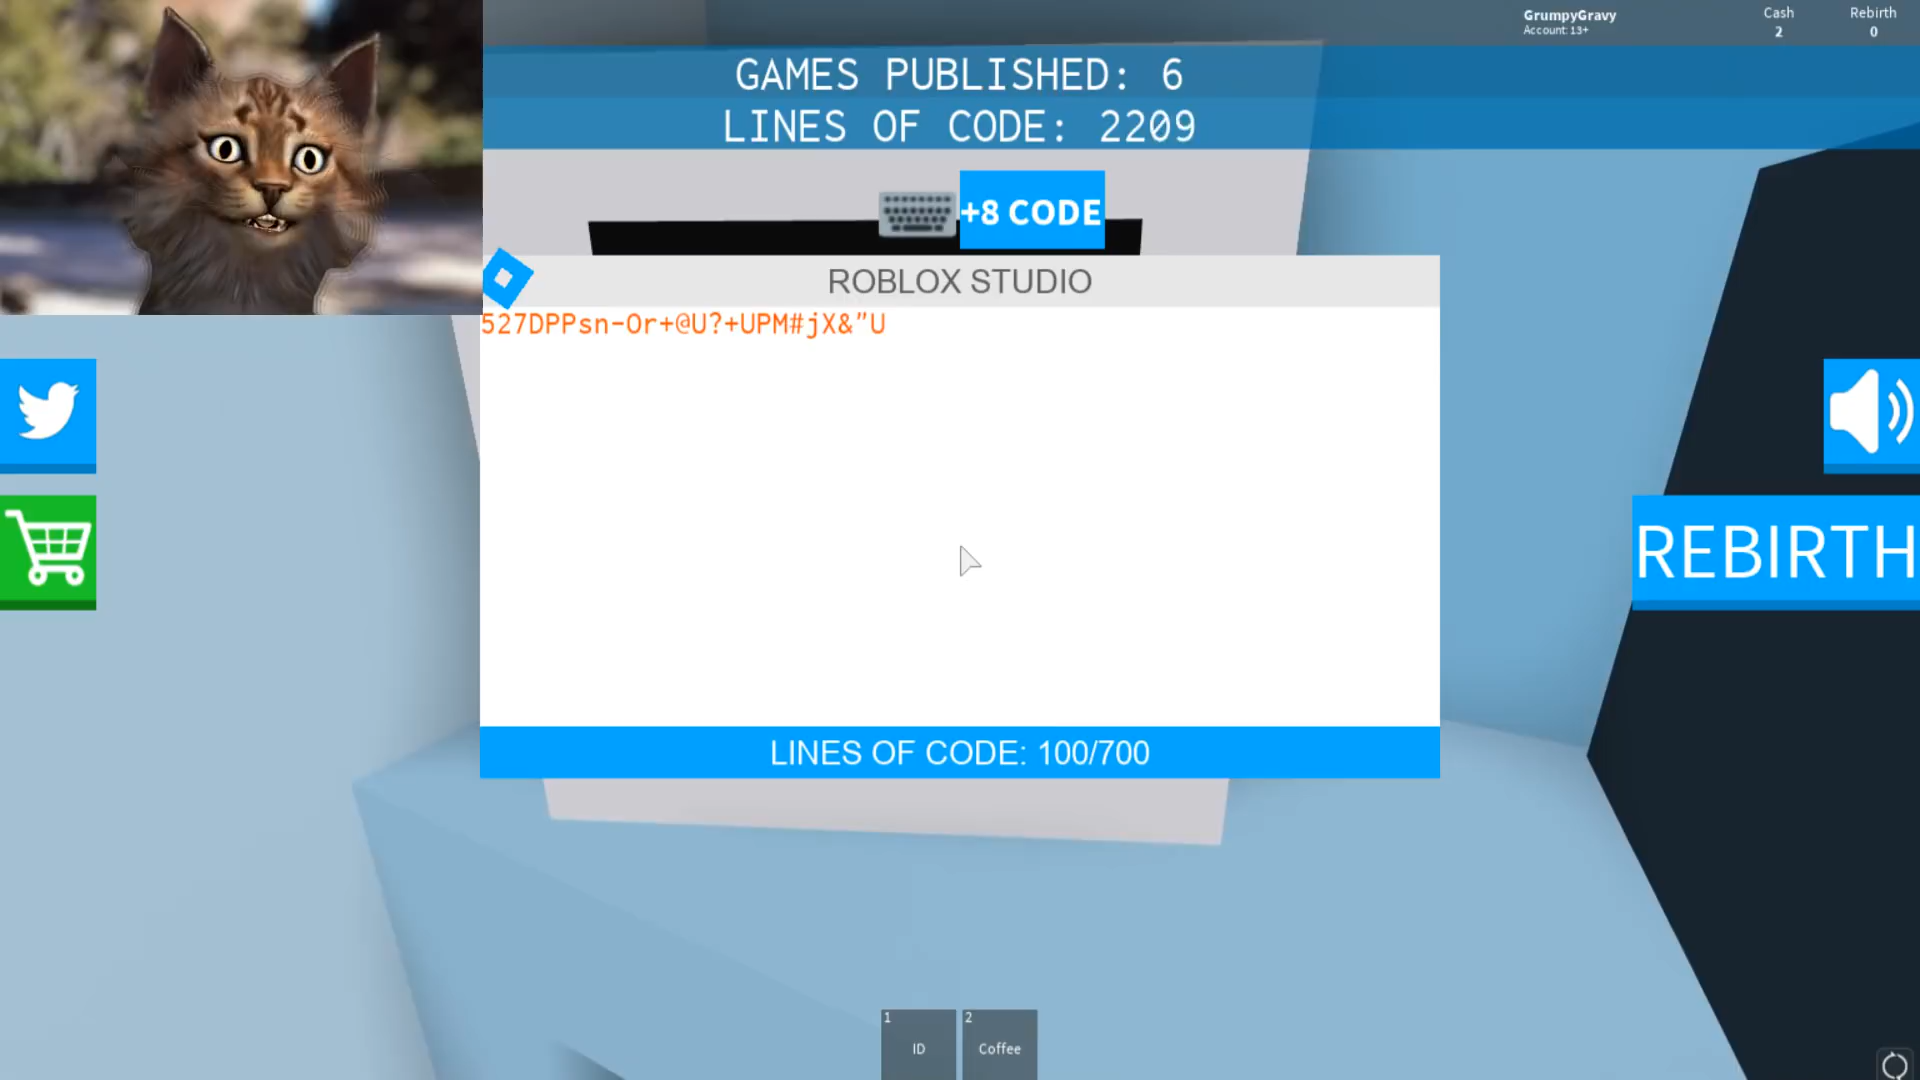 GrumpyGravy
Account: 13+
Cash
2
Rebirth
0
GAMES PUBLISHED: 6
LINES OF CODE: 2209
+8 CODE
ROBLOX STUDIO
527DPPsn-Or+@U?+UPM#jX&"U
REBIRTH
LINES OF CODE: 100/700
1
ID
2
Coffee